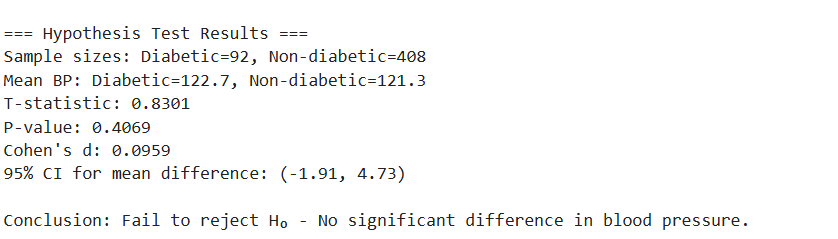 === Hypothesis Test Results ===
Sample sizes: Diabetic=92, Non-diabetic=408
Mean BP: Diabetic=122.7, Non-diabetic=121.3
T-statistic: 0.8301
P-value: 0.4069
Cohen's d: 0.0959
95% CI for mean difference: (-1.91, 4.73)
Conclusion: Fail to reject H₀ - No significant difference in blood pressure.